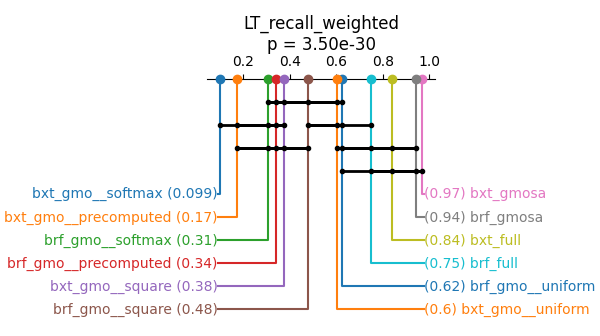 LT_recall_weighted
p = 3.50e-30
0.2 0.4 0.6 0.8 1.0
bxt_gmo__softmax (0.099) (0.97) bxt_gmosa
bxt_gmo__precomputed (0.17) (0.94) brf_gmosa
brf_gmo__softmax (0.31) (0.84) bxt_full
brf_gmo__precomputed (0.34) (0.75) brf_full
bxt_gmo__square (0.38) (0.62) brf_gmo__uniform
brf_gmo__square (0.48) (0.6) bxt_gmo__uniform